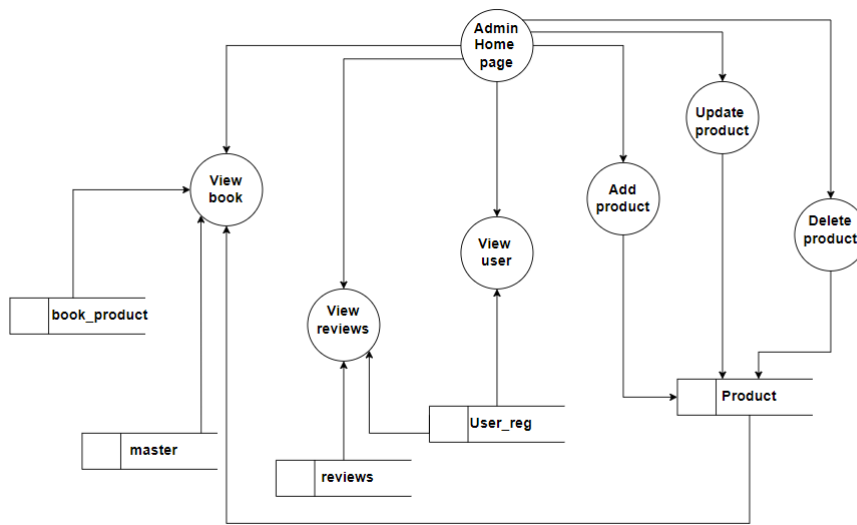 Admin
Home
page
Update
product
View
book
Add
product
Delete
product
View
user
View
reviews
book_product
Product
User_reg
master
reviews